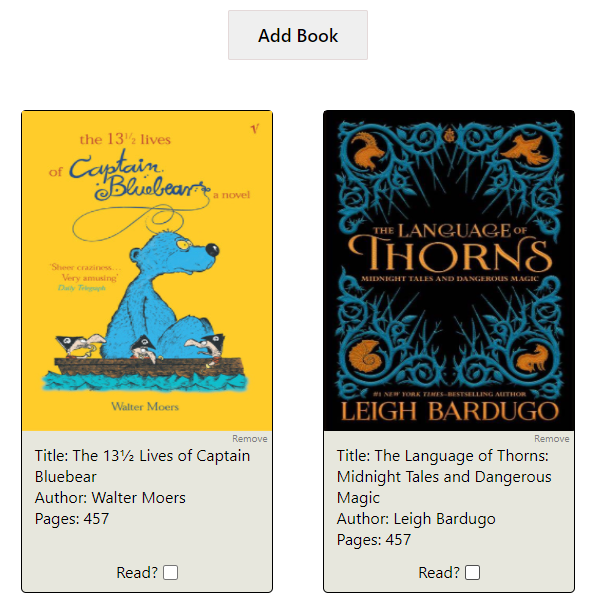 Add Book
the 13½ lives
of Captain
Bluebear
a novel
'Sheer craziness...
Very amusing'
Daily Telegraph
Walter Moers
Remove
Title: The 13½ Lives of Captain
Bluebear
Author: Walter Moers
Pages: 457
Read?
THE LANGUAGE OF
THORNS
MIDNIGHT TALES AND DANGEROUS MAGIC
#1 NEW YORK TIMES–BESTSELLING AUTHOR
LEIGH BARDUGO
Remove
Title: The Language of Thorns:
Midnight Tales and Dangerous
Magic
Author: Leigh Bardugo
Pages: 457
Read?